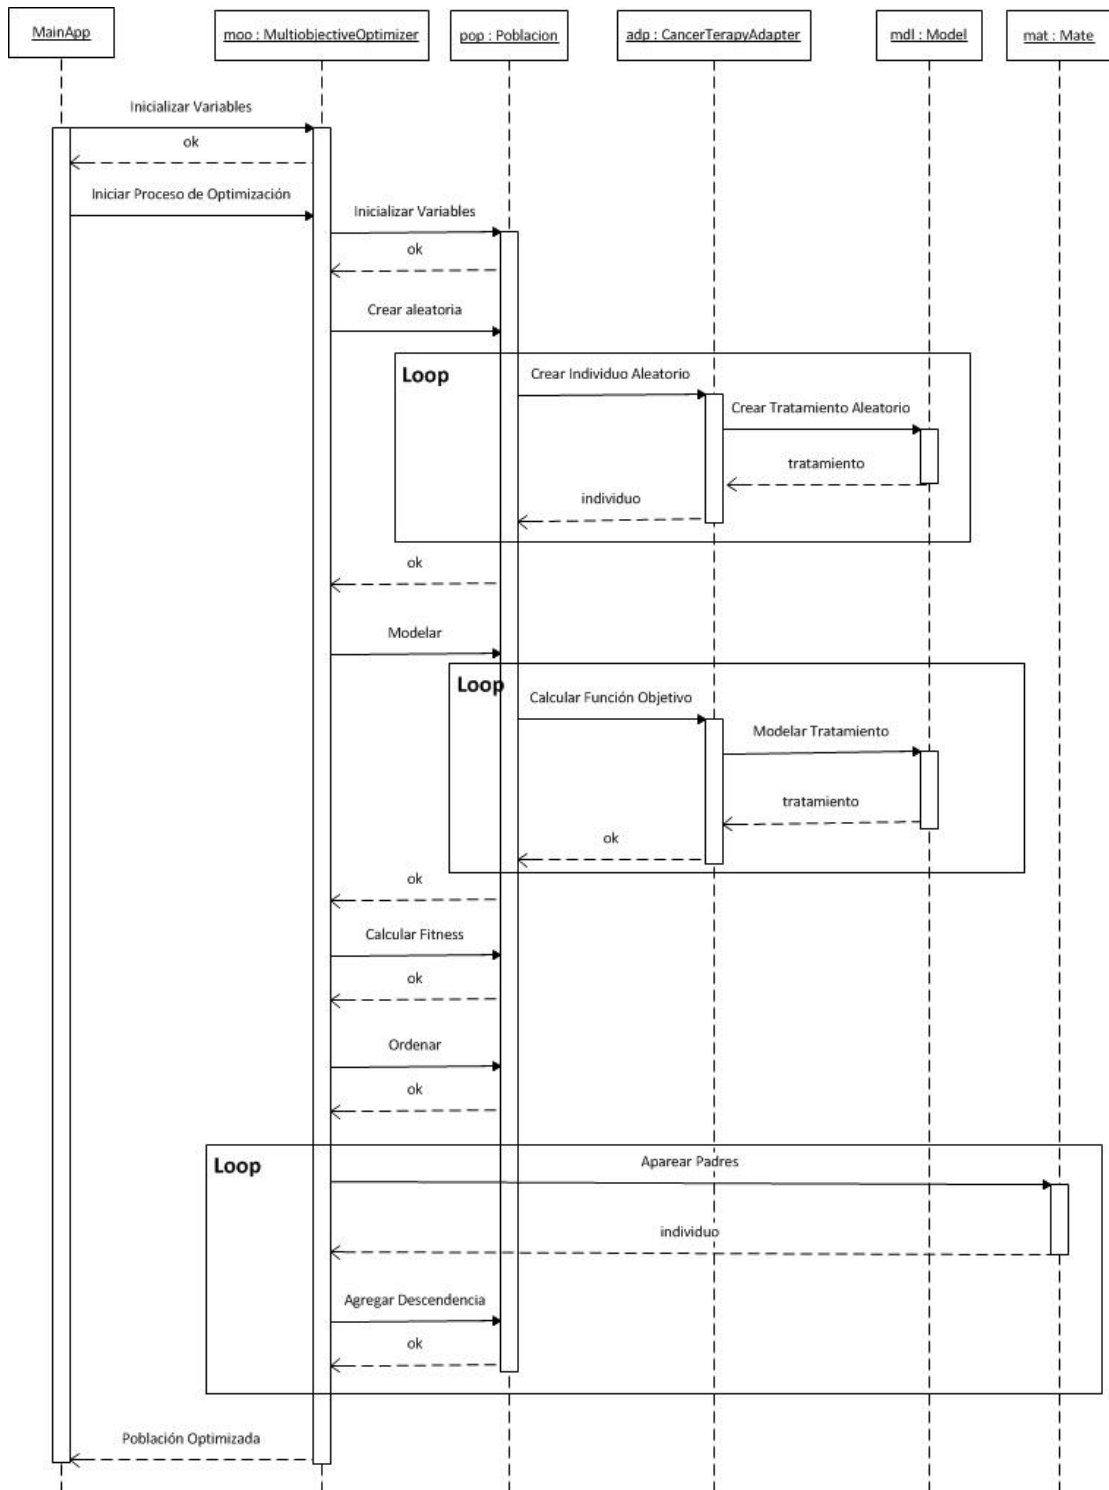 MainApp
moo : MultiobjectiveOptimizer
pop : Poblacion
adp : CancerTerapyAdapter
mdl : Model
mat : Mate
Inicializar Variables
ok
Iniciar Proceso de Optimización
Inicializar Variables
ok
Crear aleatoria
Loop
Crear Individuo Aleatorio
Crear Tratamiento Aleatorio
tratamiento
individuo
ok
Modelar
Loop
Calcular Función Objetivo
Modelar Tratamiento
tratamiento
ok
ok
Calcular Fitness
ok
Ordenar
ok
Loop
Aparear Padres
individuo
Agregar Descendencia
ok
Población Optimizada